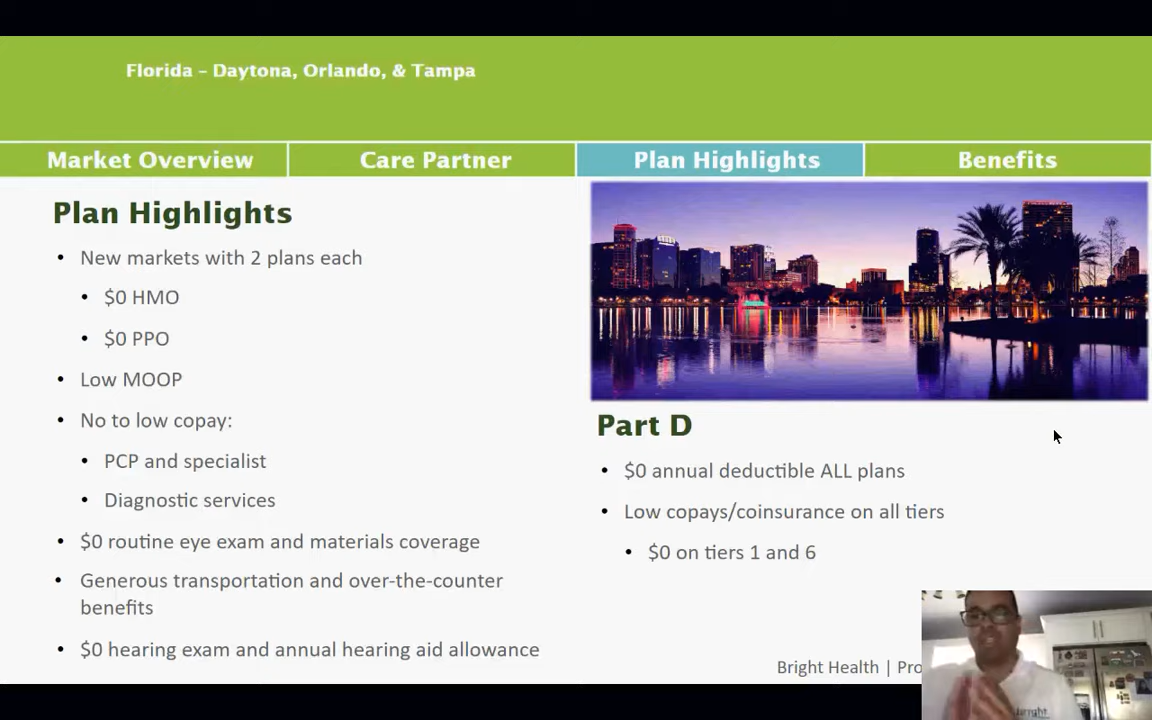 Florida – Daytona, Orlando, & Tampa
Market Overview
Care Partner
Plan Highlights
Benefits
Plan Highlights
• New markets with 2 plans each
• $0 HMO
• $0 PPO
• Low MOOP
• No to low copay:
• PCP and specialist
• Diagnostic services
• $0 routine eye exam and materials coverage
• Generous transportation and over-the-counter
benefits
• $0 hearing exam and annual hearing aid allowance
Part D
• $0 annual deductible ALL plans
• Low copays/coinsurance on all tiers
• $0 on tiers 1 and 6
Bright Health |